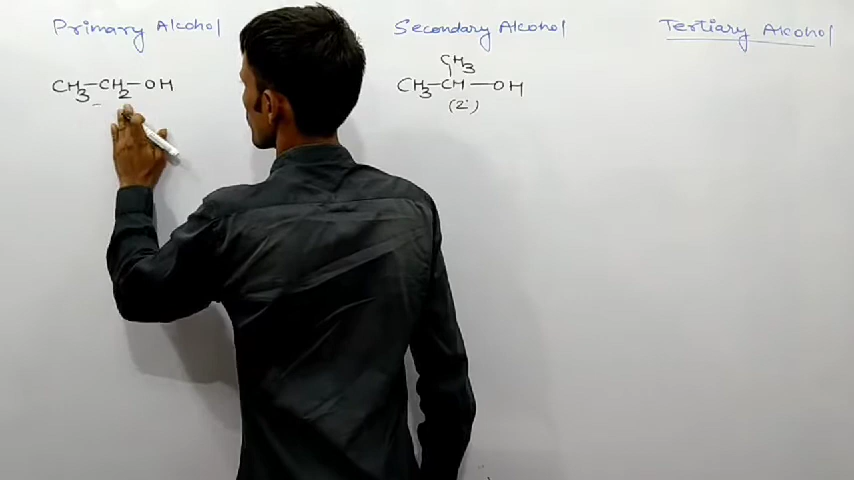 Primary Alcohol
CH3-CH2-OH
Secondary Alcohol
CH3
CH3-CH-OH
(2°)
Tertiary Alcohol